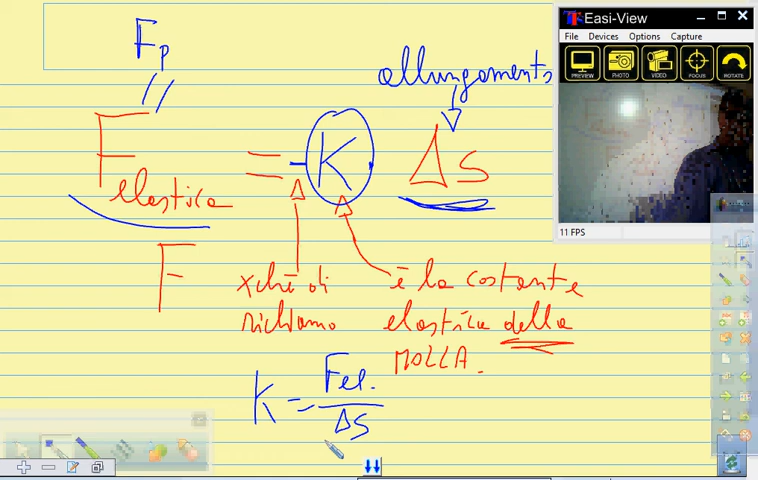 Easi-View
File Devices Options Capture
PREVIEW PHOTO VIDEO FOCUS ROTATE
11 FPS
Fp
allungamento
Felastica = -K Δs
F
xchè di richiamo
è la costante elastica della MOLLA.
K = Fel. / Δs